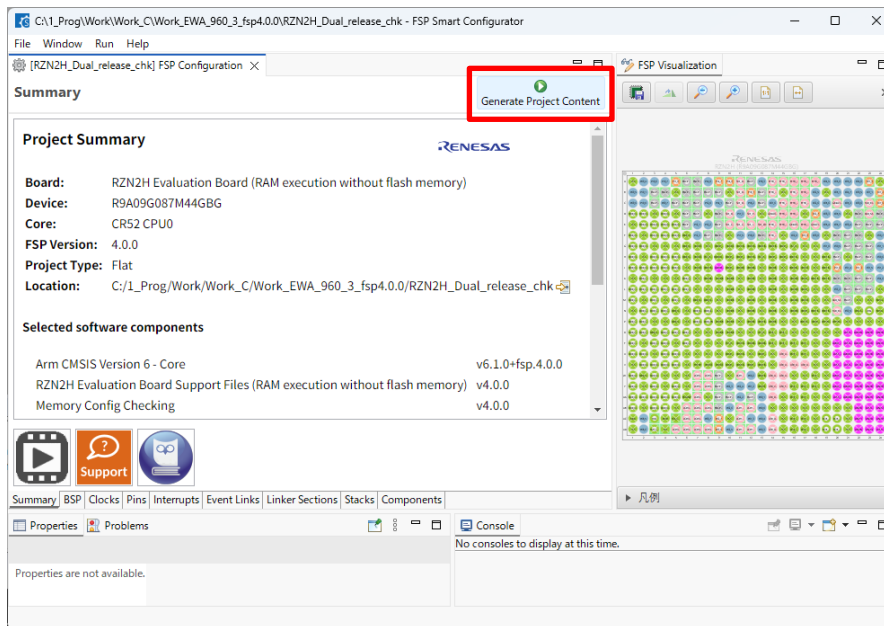 C:\1_Prog\Work\Work_C\Work_EWA_960_3_fsp4.0.0\RZN2H_Dual_release_chk - FSP Smart Configurator
File Window Run Help
[RZN2H_Dual_release_chk] FSP Configuration
FSP Visualization
Summary
Generate Project Content
Project Summary
RENESAS
Board: RZN2H Evaluation Board (RAM execution without flash memory)
Device: R9A09G087M44GBG
Core: CR52 CPU0
FSP Version: 4.0.0
Project Type: Flat
Location: C:/1_Prog/Work/Work_C/Work_EWA_960_3_fsp4.0.0/RZN2H_Dual_release_chk
Selected software components
Arm CMSIS Version 6 - Core v6.1.0+fsp.4.0.0
RZN2H Evaluation Board Support Files (RAM execution without flash memory) v4.0.0
Memory Config Checking v4.0.0
RENESAS
Support
Summary BSP Clocks Pins Interrupts Event Links Linker Sections Stacks Components
凡例
Properties Problems
Console
No consoles to display at this time.
Properties are not available.